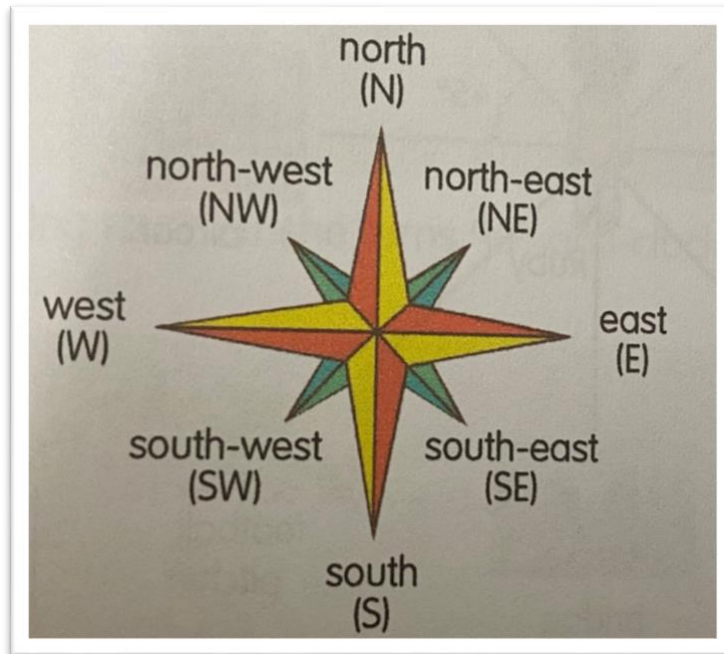 north
(N)
north-west
(NW)
north-east
(NE)
west
(W)
east
(E)
south-west
(SW)
south-east
(SE)
south
(S)